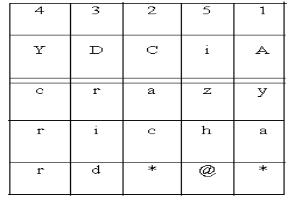 4 3 2 5 1
Y D C i A
c r a z y
r i c h a
r d * @ *